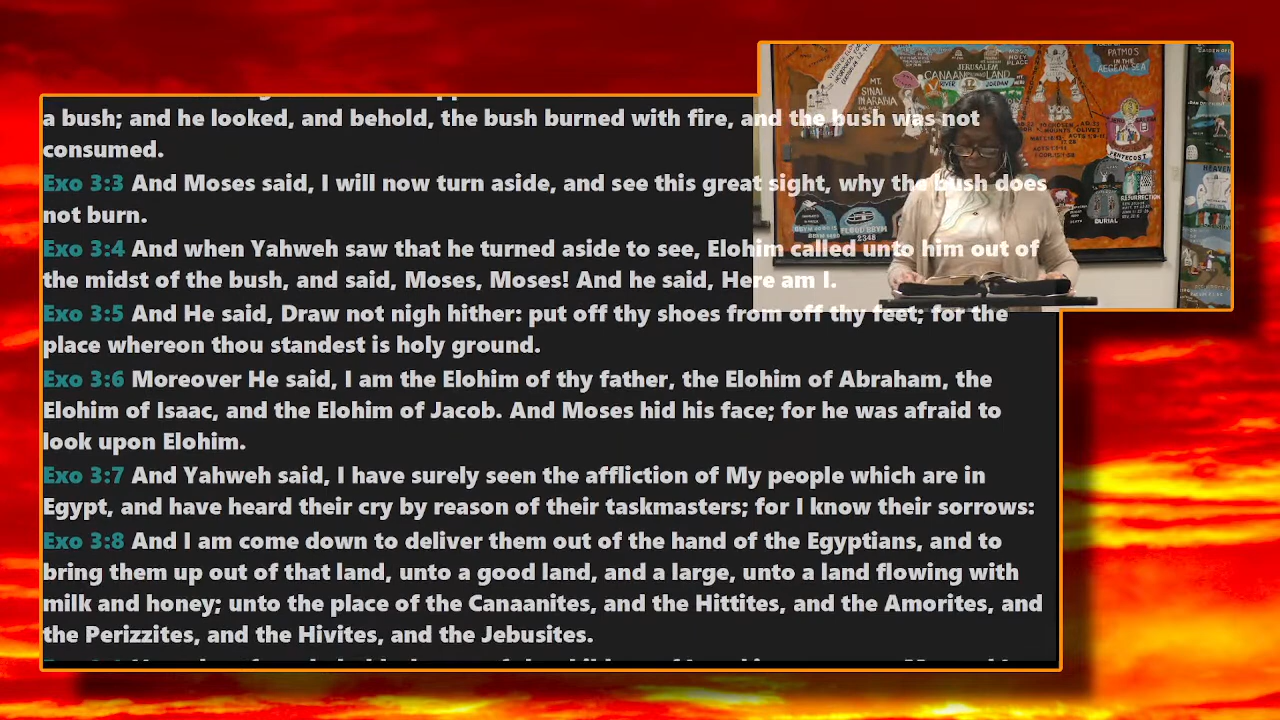 a bush; and he looked, and behold, the bush burned with fire, and the bush was not
consumed.
Exo 3:3 And Moses said, I will now turn aside, and see this great sight, why the bush does
not burn.
Exo 3:4 And when Yahweh saw that he turned aside to see, Elohim called unto him out of
the midst of the bush, and said, Moses, Moses! And he said, Here am I.
Exo 3:5 And He said, Draw not nigh hither: put off thy shoes from off thy feet; for the
place whereon thou standest is holy ground.
Exo 3:6 Moreover He said, I am the Elohim of thy father, the Elohim of Abraham, the
Elohim of Isaac, and the Elohim of Jacob. And Moses hid his face; for he was afraid to
look upon Elohim.
Exo 3:7 And Yahweh said, I have surely seen the affliction of My people which are in
Egypt, and have heard their cry by reason of their taskmasters; for I know their sorrows:
Exo 3:8 And I am come down to deliver them out of the hand of the Egyptians, and to
bring them up out of that land, unto a good land, and a large, unto a land flowing with
milk and honey; unto the place of the Canaanites, and the Hittites, and the Amorites, and
the Perizzites, and the Hivites, and the Jebusites.
PATMOS
IN THE
AEGEAN SEA
HOLY
PLACE
JERUSALEM
CANAAN LAND
RIVER 12 JORDAN
MT.
SINAI
IN ARABIA
MOUNT OLIVET
PENTECOST
RESURRECTION
BURIAL
FLOOD BBYM
2348
HEAVEN